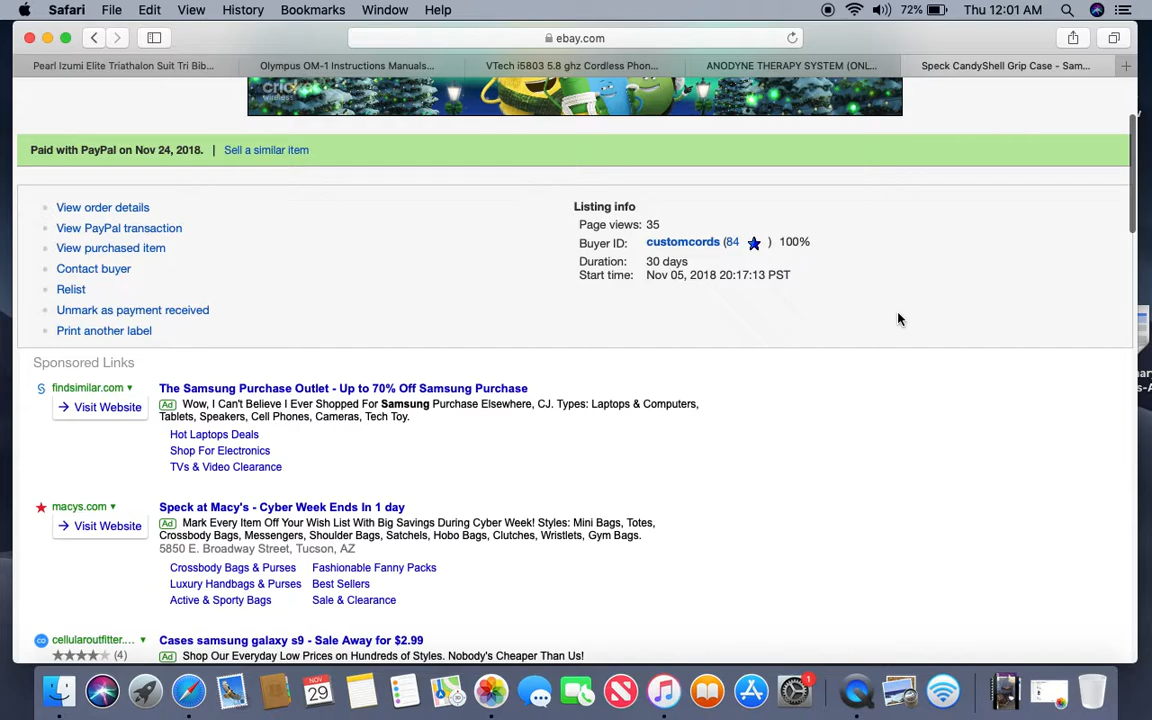 Safari File Edit View History Bookmarks Window Help 72% Thu 12:01 AM
ebay.com
Pearl Izumi Elite Triathalon Suit Tri Bib... Olympus OM-1 Instructions Manuals... VTech i5803 5.8 ghz Cordless Phon... ANODYNE THERAPY SYSTEM (ONL... Speck CandyShell Grip Case - Sam...
cricket
wireless
Paid with PayPal on Nov 24, 2018. | Sell a similar item
View order details
View PayPal transaction
View purchased item
Contact buyer
Relist
Unmark as payment received
Print another label
Listing info
Page views: 35
Buyer ID: customcords (84 ) 100%
Duration: 30 days
Start time: Nov 05, 2018 20:17:13 PST
Sponsored Links
findsimilar.com
Visit Website
The Samsung Purchase Outlet - Up to 70% Off Samsung Purchase
Ad Wow, I Can't Believe I Ever Shopped For Samsung Purchase Elsewhere, CJ. Types: Laptops & Computers,
Tablets, Speakers, Cell Phones, Cameras, Tech Toy.
Hot Laptops Deals
Shop For Electronics
TVs & Video Clearance
macys.com
Visit Website
Speck at Macy's - Cyber Week Ends In 1 day
Ad Mark Every Item Off Your Wish List With Big Savings During Cyber Week! Styles: Mini Bags, Totes,
Crossbody Bags, Messengers, Shoulder Bags, Satchels, Hobo Bags, Clutches, Wristlets, Gym Bags.
5850 E. Broadway Street, Tucson, AZ
Crossbody Bags & Purses Fashionable Fanny Packs
Luxury Handbags & Purses Best Sellers
Active & Sporty Bags Sale & Clearance
cellularoutfitter....
(4)
Cases samsung galaxy s9 - Sale Away for $2.99
Ad Shop Our Everyday Low Prices on Hundreds of Styles. Nobody's Cheaper Than Us!
NOV
29
1